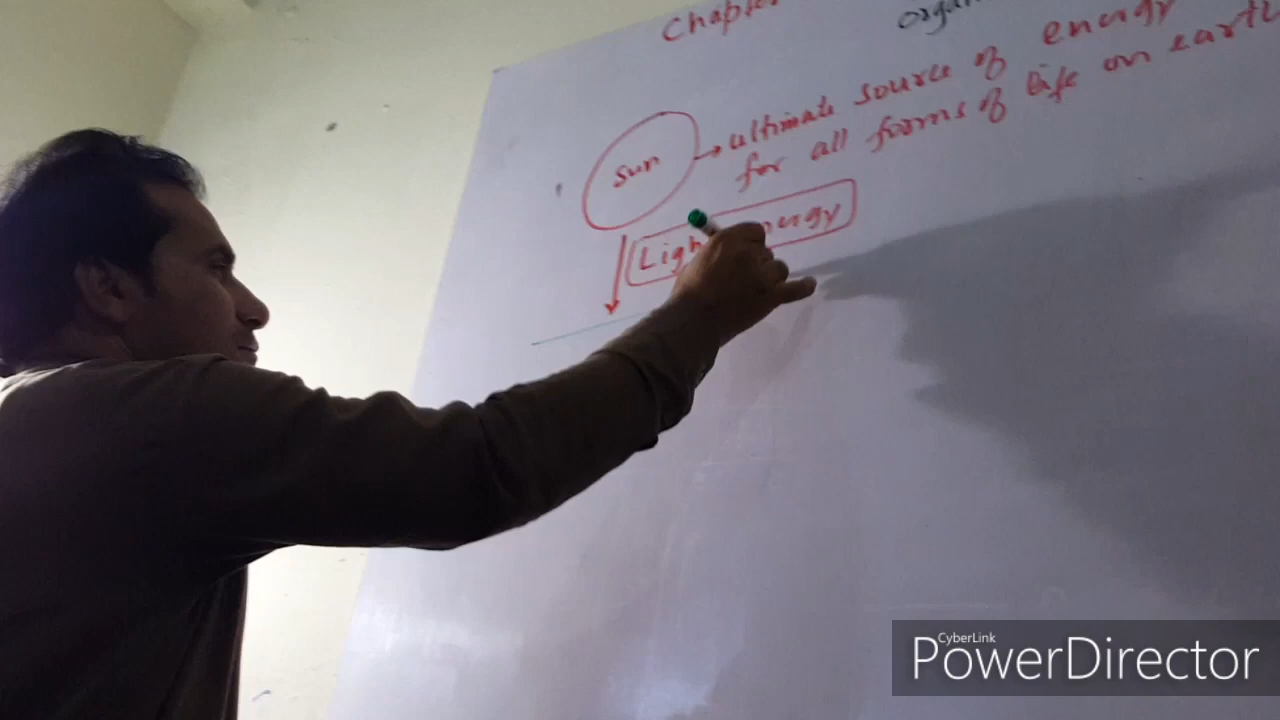 Chapter
Sun → ultimate source of energy
for all forms of life on earth
Light energy
CyberLink
PowerDirector